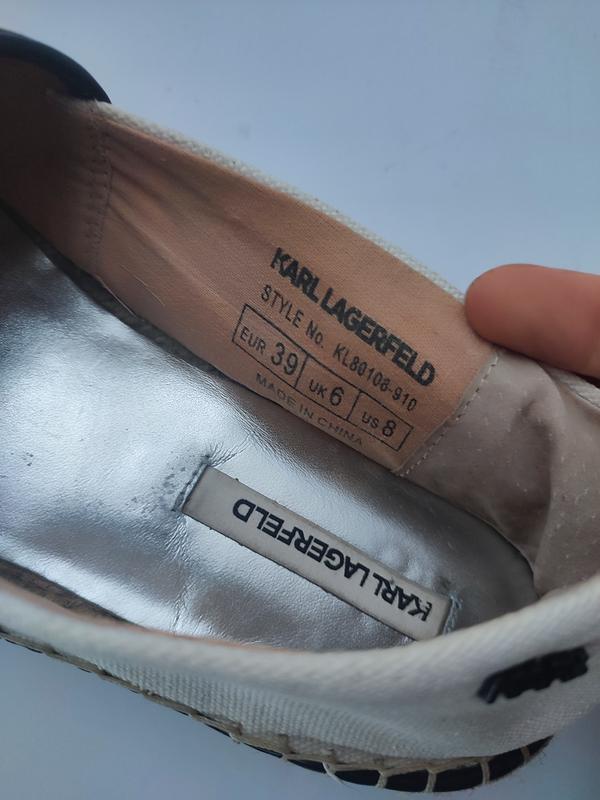 KARL LAGERFELD
STYLE No. KL80108-910
EUR 39 UK 6 US 8
MADE IN CHINA
KARL LAGERFELD